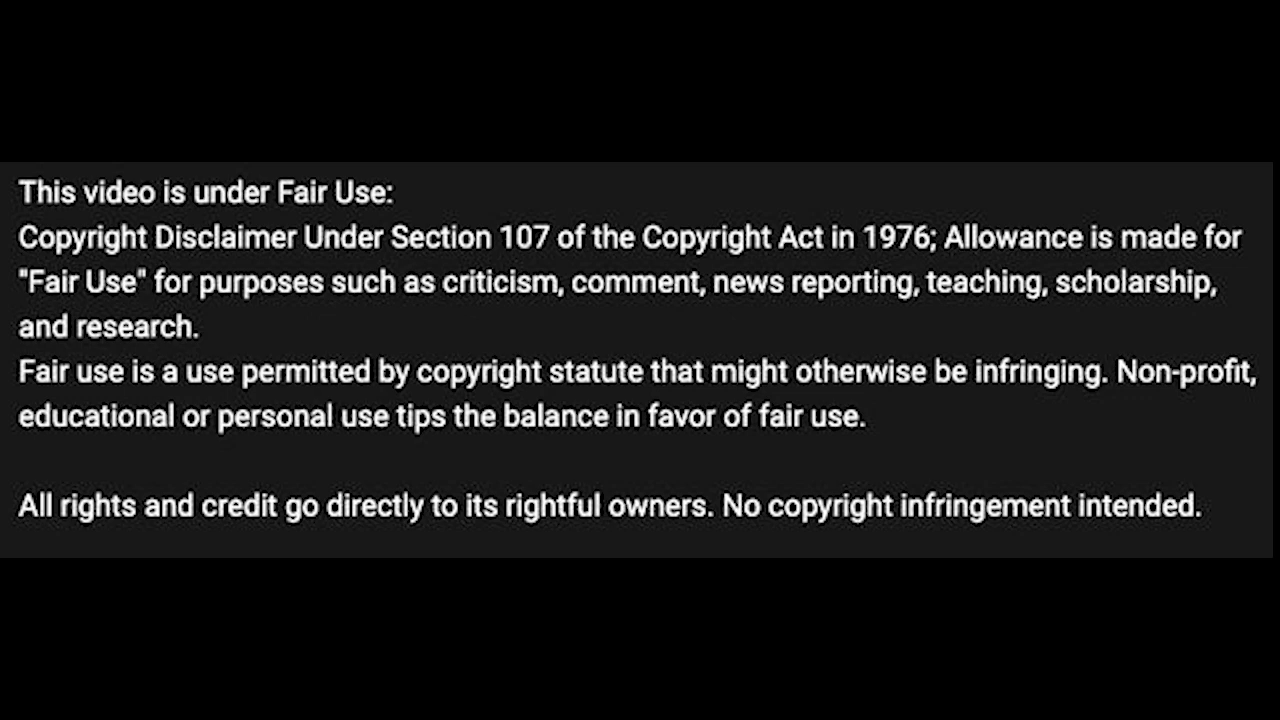 This video is under Fair Use:
Copyright Disclaimer Under Section 107 of the Copyright Act in 1976; Allowance is made for
"Fair Use" for purposes such as criticism, comment, news reporting, teaching, scholarship,
and research.
Fair use is a use permitted by copyright statute that might otherwise be infringing. Non-profit,
educational or personal use tips the balance in favor of fair use.
All rights and credit go directly to its rightful owners. No copyright infringement intended.